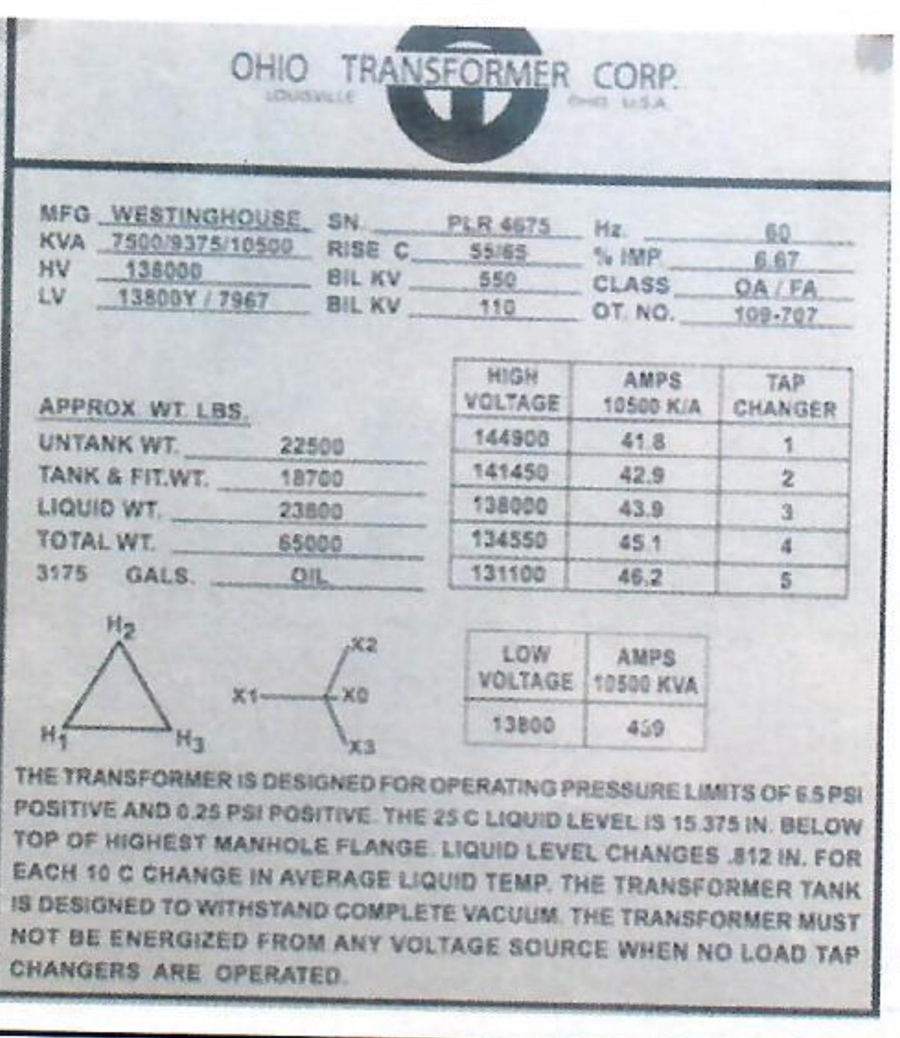 OHIO TRANSFORMER CORP.
LOUISVILLE OHIO U.S.A.
MFG WESTINGHOUSE SN. PLR 4675 Hz. 60
KVA 7500/9375/10500 RISE C 55/65 % IMP 6.67
HV 138000 BIL KV 550 CLASS OA / FA
LV 13800Y / 7967 BIL KV 110 OT. NO. 109-707
APPROX WT. LBS.
UNTANK WT. 22500
TANK & FIT.WT. 18700
LIQUID WT. 23800
TOTAL WT. 65000
3175 GALS. OIL
HIGH VOLTAGE AMPS 10500 KVA TAP CHANGER
144900 41.8 1
141450 42.9 2
138000 43.9 3
134550 45.1 4
131100 46.2 5
H2
H1 H3
X2
X1 X0
X3
LOW VOLTAGE AMPS 10500 KVA
13800 439
THE TRANSFORMER IS DESIGNED FOR OPERATING PRESSURE LIMITS OF 6.5 PSI
POSITIVE AND 0.25 PSI POSITIVE. THE 25 C LIQUID LEVEL IS 15.375 IN. BELOW
TOP OF HIGHEST MANHOLE FLANGE. LIQUID LEVEL CHANGES .812 IN. FOR
EACH 10 C CHANGE IN AVERAGE LIQUID TEMP. THE TRANSFORMER TANK
IS DESIGNED TO WITHSTAND COMPLETE VACUUM. THE TRANSFORMER MUST
NOT BE ENERGIZED FROM ANY VOLTAGE SOURCE WHEN NO LOAD TAP
CHANGERS ARE OPERATED.